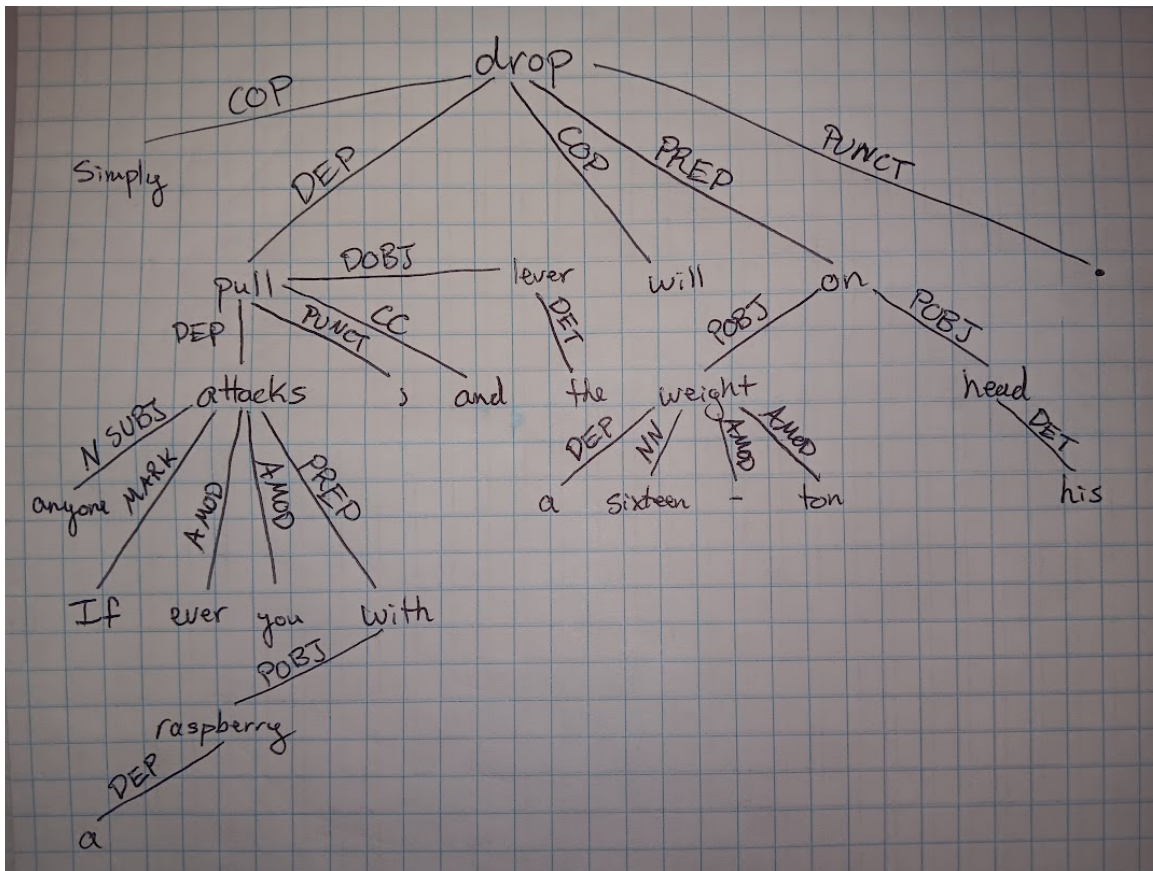 drop
COP DEP COP PREP PUNCT
Simply
pull DOBJ lever will on .
DEP PUNCT CC DET POBJ POBJ
attacks , and the weight head
N SUBJ MARK AMOD AMOD PREP DEP NN AMOD AMOD DET
anyone a sixteen - ton his
If ever you with
POBJ
raspberry
DEP
a